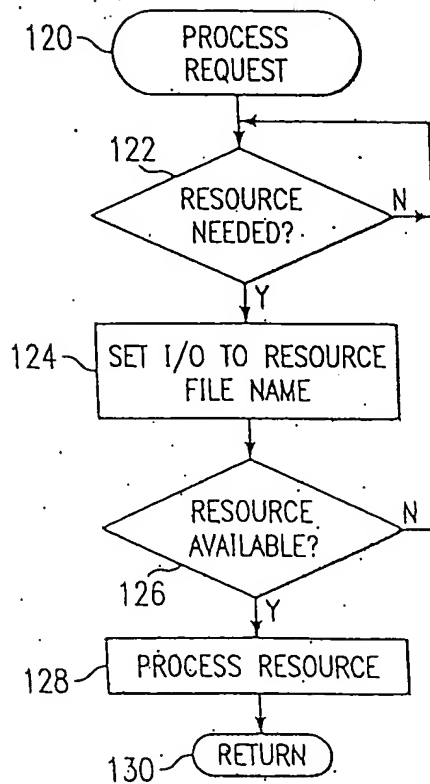 120
PROCESS
REQUEST
122
RESOURCE
NEEDED?
N
Y
124
SET I/O TO RESOURCE
FILE NAME
RESOURCE
AVAILABLE?
N
126
Y
128
PROCESS RESOURCE
130
RETURN